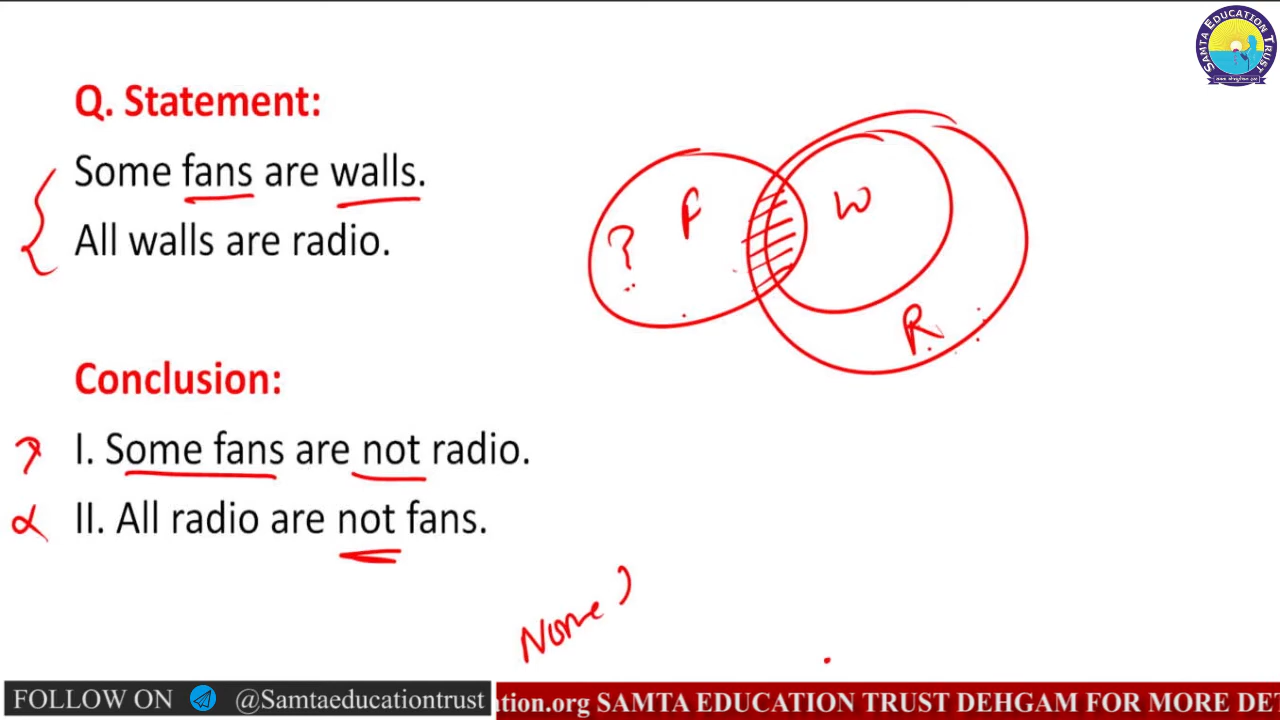 SAMTA EDUCATION TRUST
Q. Statement:
Some fans are walls.
All walls are radio.
F
W
?
R
Conclusion:
? I. Some fans are not radio.
II. All radio are not fans.
None )
FOLLOW ON @Samtaeducationtrust
tion.org SAMTA EDUCATION TRUST DEHGAM FOR MORE DET